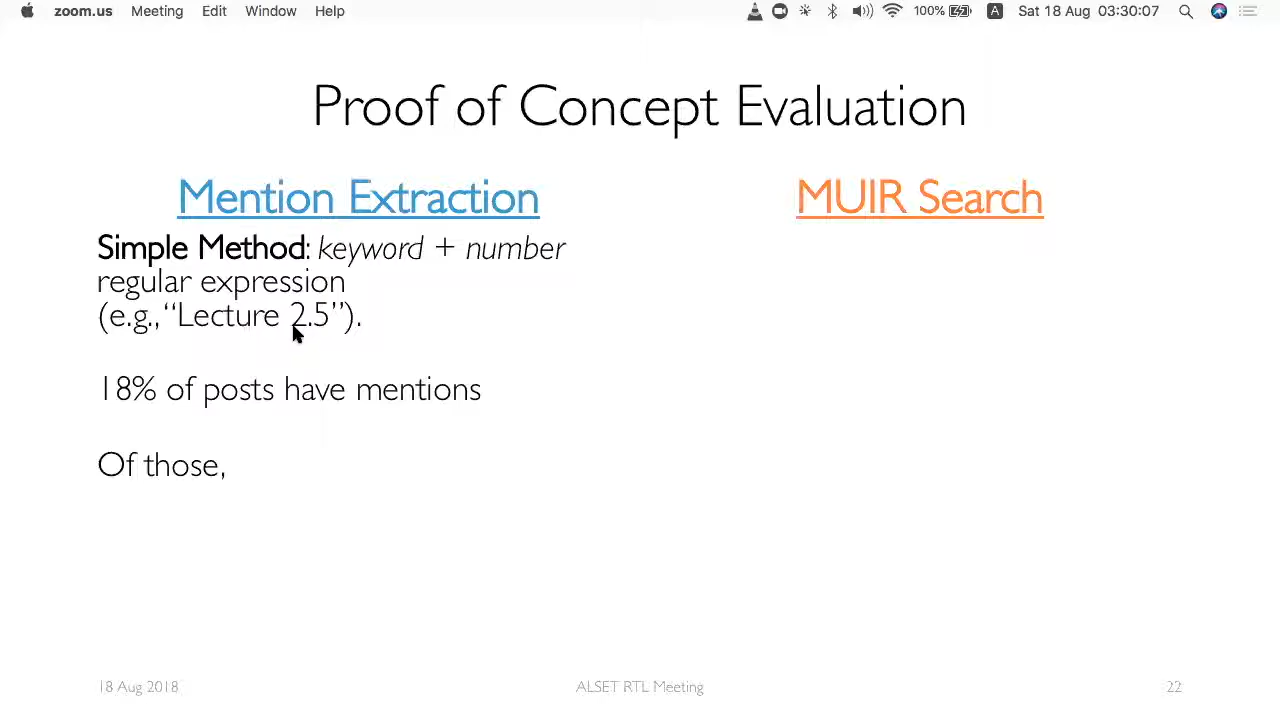 zoom.us Meeting Edit Window Help 100% A Sat 18 Aug 03:30:07
Proof of Concept Evaluation
Mention Extraction
MUIR Search
Simple Method: keyword + number
regular expression
(e.g., “Lecture 2.5”).
18% of posts have mentions
Of those,
18 Aug 2018 ALSET RTL Meeting 22